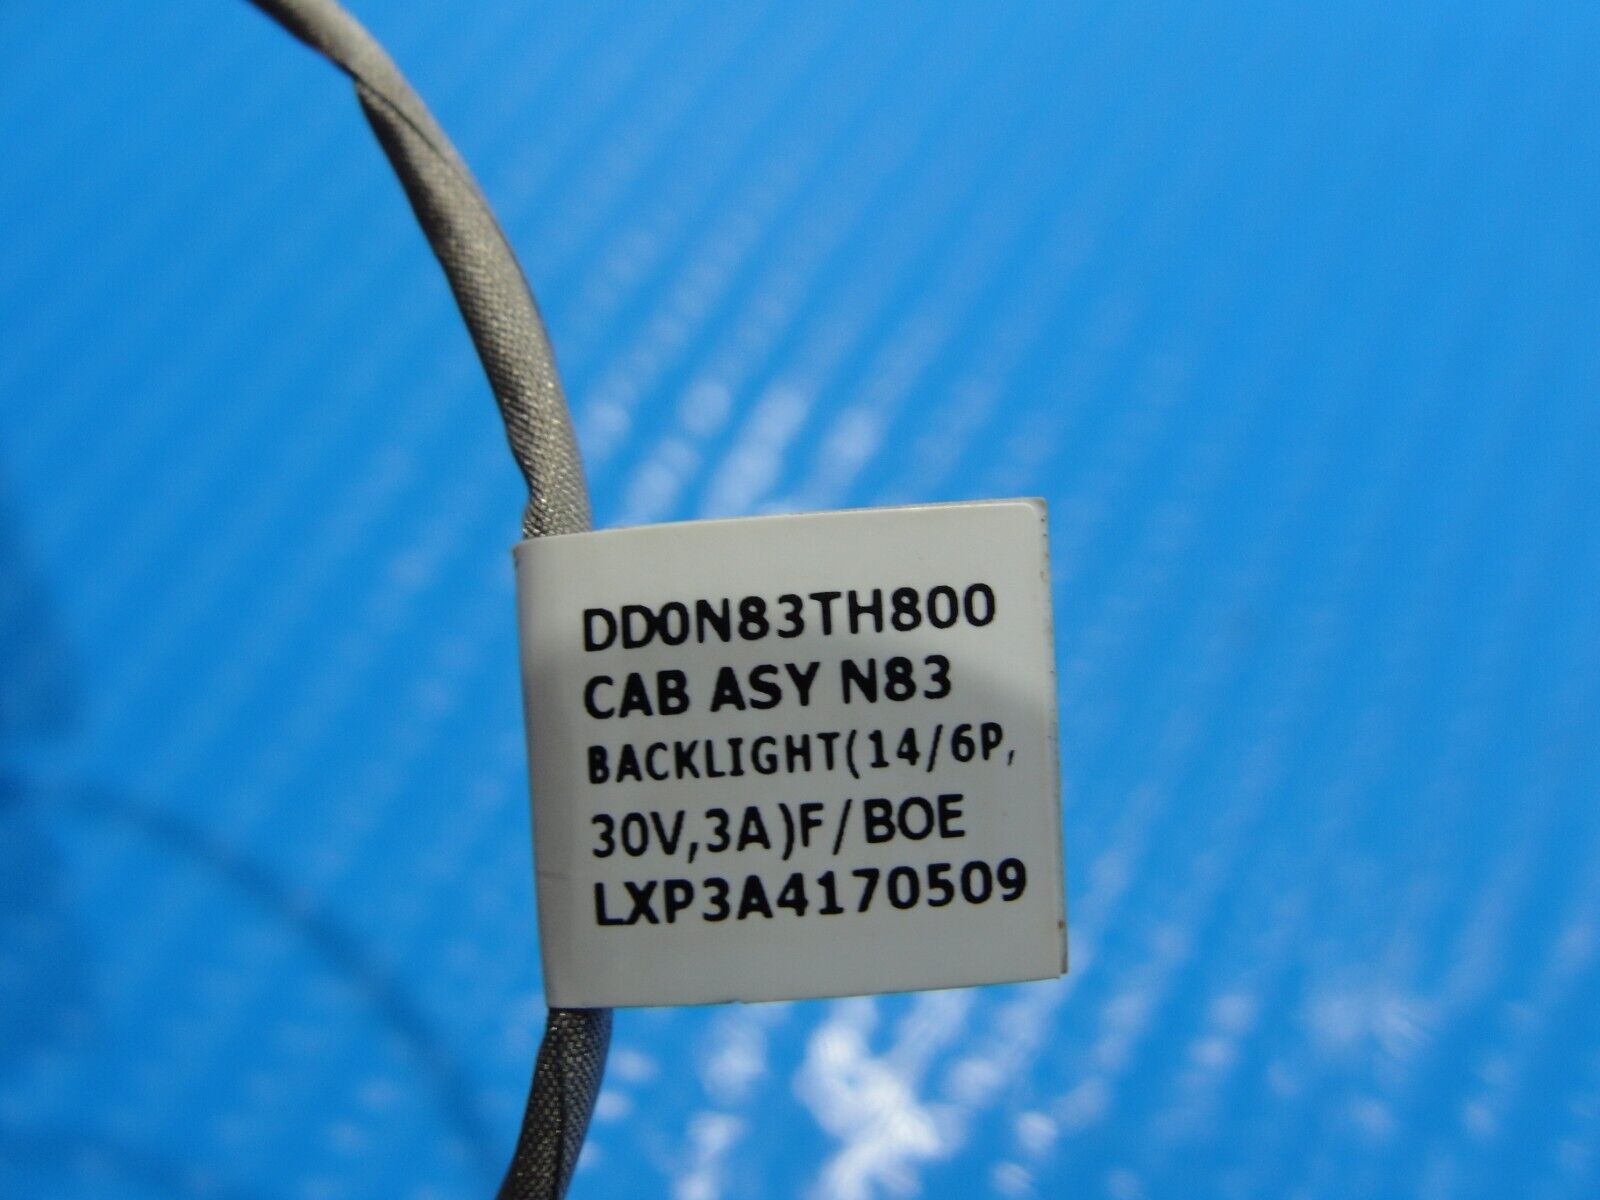 DD0N83TH800
CAB ASY N83
BACKLIGHT(14/6P,
30V,3A)F/BOE
LXP3A4170509